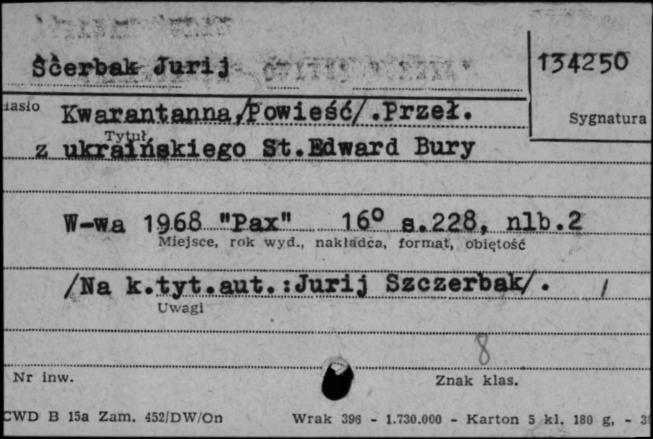 Ščerbak Jurij
134250
Hasło
Kwarantanna/Powieść/.Przeł.
Sygnatura
Tytuł
z ukraińskiego St.Edward Bury
W-wa 1968 "Pax" 16° s.228, nlb.2
Miejsce, rok wyd., nakładca, format, objętość
/Na k.tyt.aut.:Jurij Szczerbak/.
Uwagi
8
Nr inw.
Znak klas.
CWD B 15a Zam. 452/DW/On
Wrak 396 - 1.730.000 - Karton 5 kl. 180 g, -